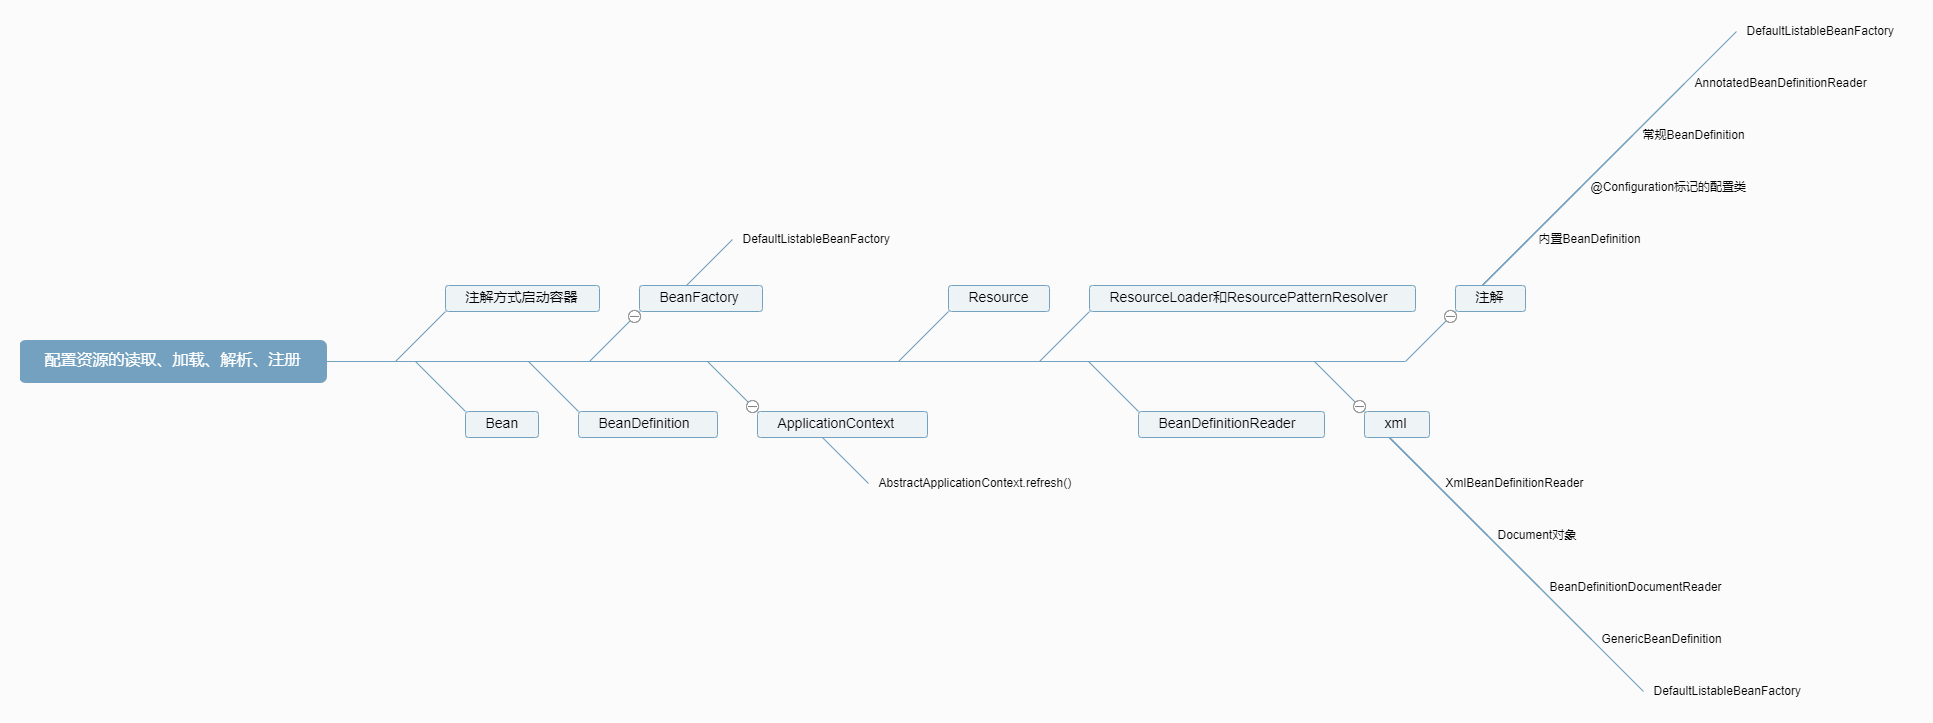 DefaultListableBeanFactory
AnnotatedBeanDefinitionReader
常规BeanDefinition
@Configuration标记的配置类
DefaultListableBeanFactory
内置BeanDefinition
注解方式启动容器
BeanFactory
Resource
ResourceLoader和ResourcePatternResolver
注解
配置资源的读取、加载、解析、注册
Bean
BeanDefinition
ApplicationContext
BeanDefinitionReader
xml
AbstractApplicationContext.refresh()
XmlBeanDefinitionReader
Document对象
BeanDefinitionDocumentReader
GenericBeanDefinition
DefaultListableBeanFactory